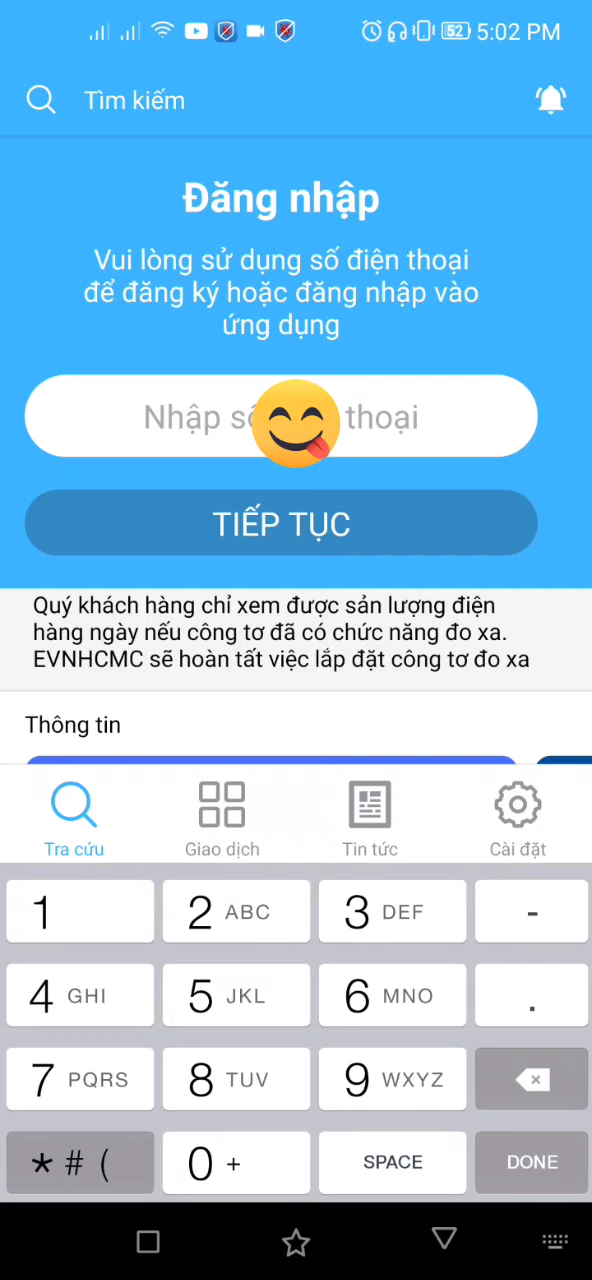 52 5:02 PM
Tìm kiếm
Đăng nhập
Vui lòng sử dụng số điện thoại
để đăng ký hoặc đăng nhập vào
ứng dụng
Nhập thoại
TIẾP TỤC
Quý khách hàng chỉ xem được sản lượng điện
hàng ngày nếu công tơ đã có chức năng đo xa.
EVNHCMC sẽ hoàn tất việc lắp đặt công tơ đo xa
Thông tin
Tra cứu Giao dịch Tin tức Cài đặt
1 2 ABC 3 DEF -
4 GHI 5 JKL 6 MNO .
7 PQRS 8 TUV 9 WXYZ
* # ( 0 + SPACE DONE